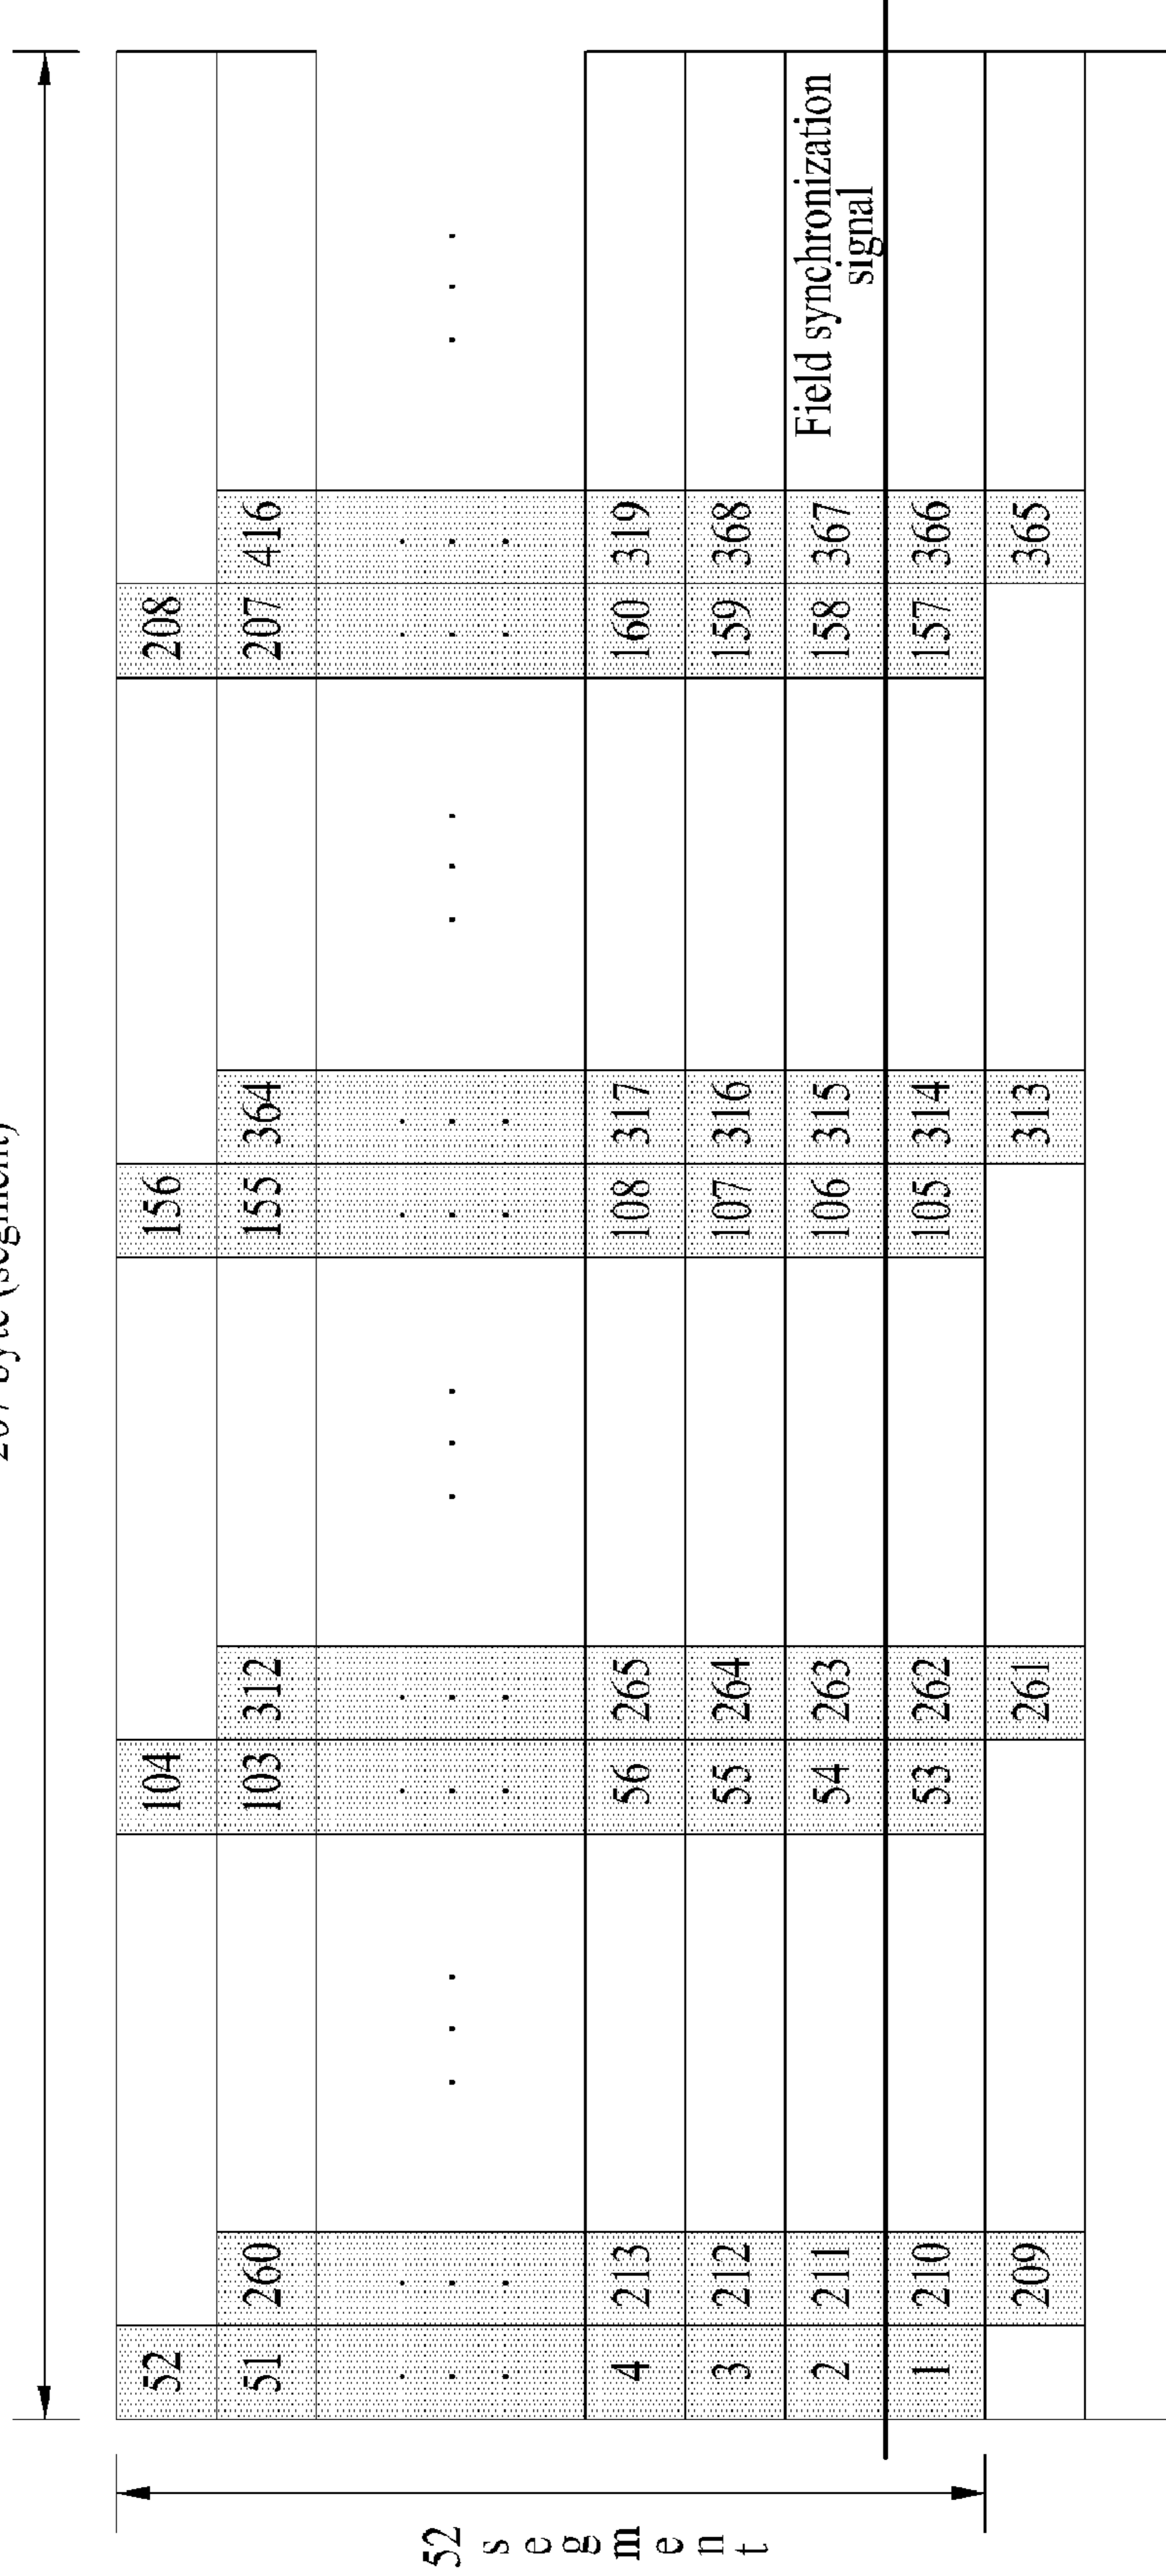 207 byte (segment)
52 104 156 208
51 260 103 312 155 364 207 416
4 213 56 265 108 317 160 319
3 212 55 264 107 316 159 368
2 211 54 263 106 315 158 367 Field synchronization
signal
1 210 53 262 105 314 157 366
209 261 313 365
52
segment